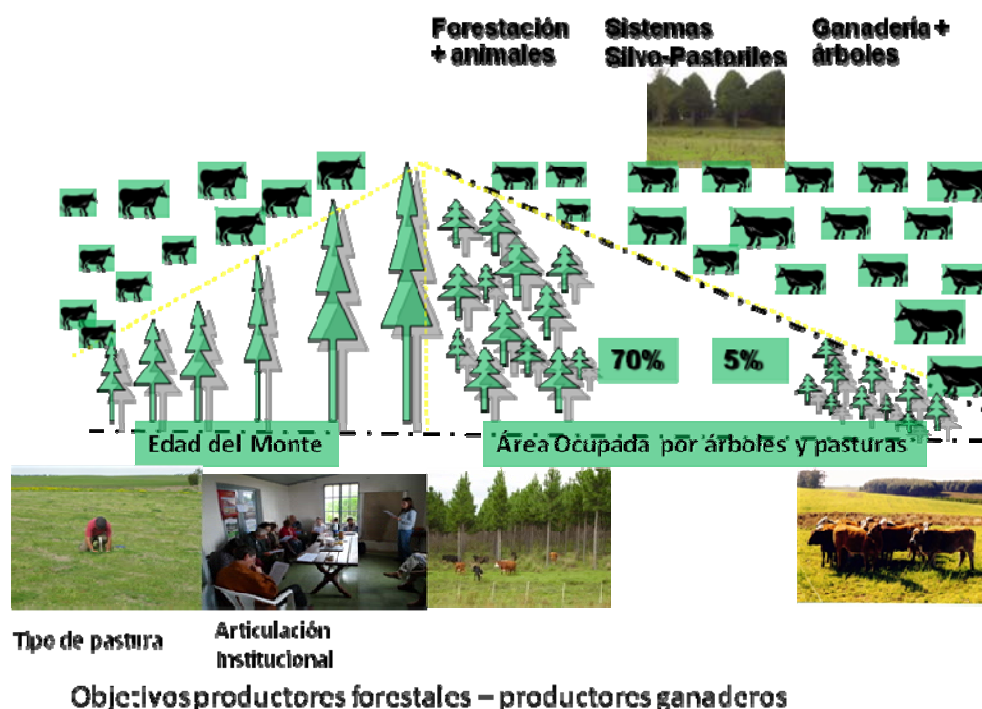 Forestación
+ animales
Sistemas
Silvo-Pastoriles
Ganadería +
árboles
70%
5%
Edad del Monte
Área Ocupada por árboles y pasturas
Tipo de pastura
Articulación
Institucional
Objetivos productores forestales – productores ganaderos